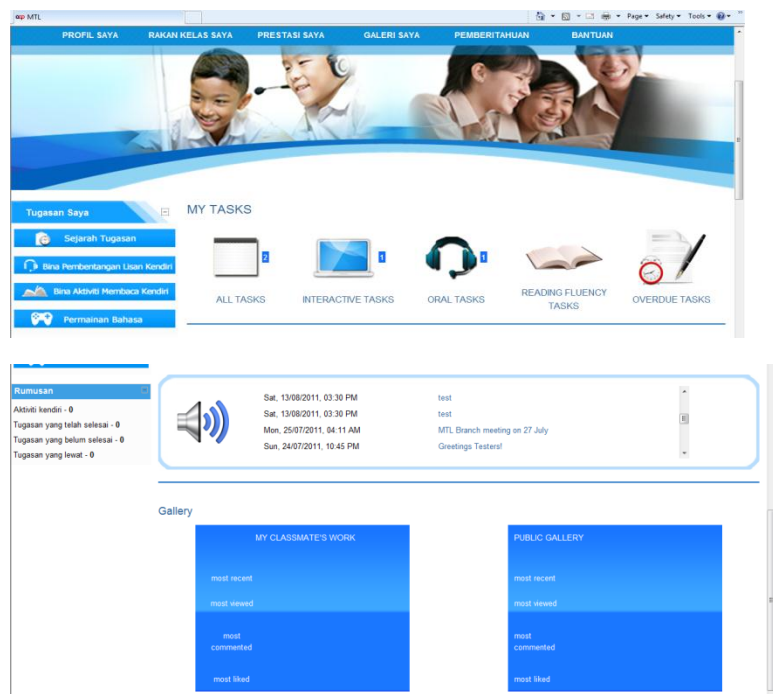 MTL
Page Safety Tools
PROFIL SAYA RAKAN KELAS SAYA PRESTASI SAYA GALERI SAYA PEMBERITAHUAN BANTUAN
Tugasan Saya
Sejarah Tugasan
Bina Pembentangan Lisan Kendiri
Bina Aktiviti Membaca Kendiri
Permainan Bahasa
MY TASKS
2 1 1
ALL TASKS INTERACTIVE TASKS ORAL TASKS READING FLUENCY OVERDUE TASKS
TASKS
Rumusan
Aktiviti kendiri - 0
Tugasan yang telah selesai - 0
Tugasan yang belum selesai - 0
Tugasan yang lewat - 0
Sat, 13/08/2011, 03:30 PM test
Sat, 13/08/2011, 03:30 PM test
Mon, 25/07/2011, 04:11 AM MTL Branch meeting on 27 July
Sun, 24/07/2011, 10:45 PM Greetings Testers!
Gallery
MY CLASSMATE'S WORK
most recent
most viewed
most
commented
most liked
PUBLIC GALLERY
most recent
most viewed
most
commented
most liked